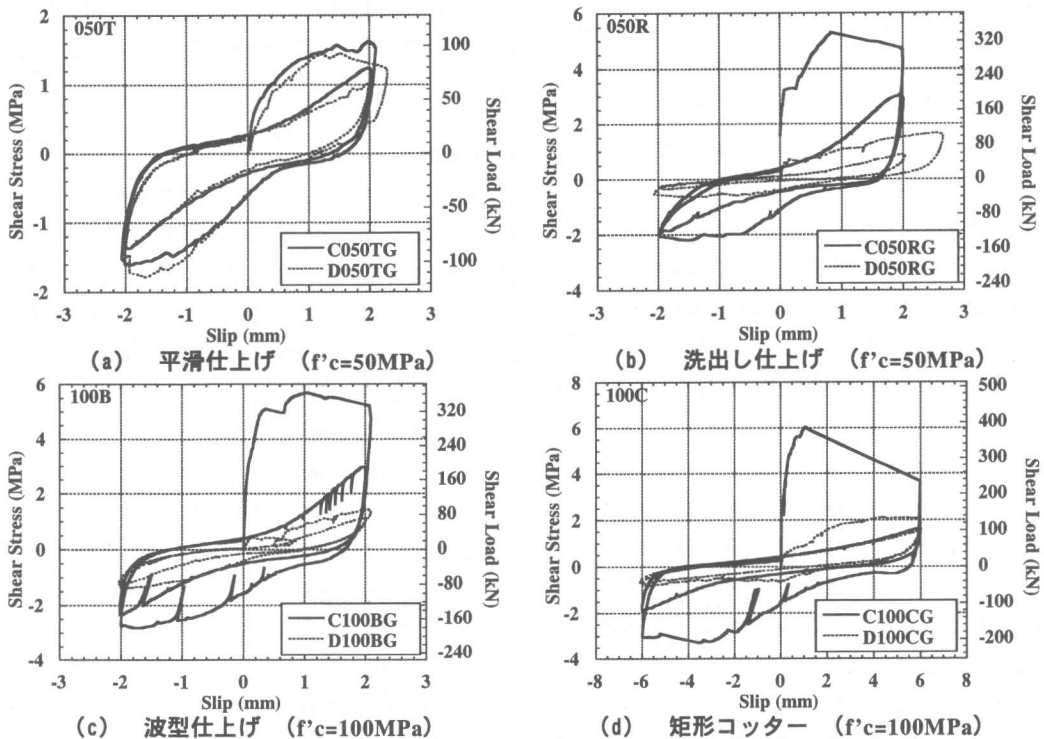 050T
2
1
0
-1
-2
Shear Stress (MPa)
100
50
0
-50
-100
Shear Load (kN)
C050TG
D050TG
-3 -2 -1 0 1 2 3
Slip (mm)
(a) 平滑仕上げ (f'c=50MPa)
050R
6
4
2
0
-2
-4
Shear Stress (MPa)
320
240
160
80
0
-80
-160
-240
Shear Load (kN)
C050RG
D050RG
-3 -2 -1 0 1 2 3
Slip (mm)
(b) 洗出し仕上げ (f'c=50MPa)
100B
6
4
2
0
-2
-4
Shear Stress (MPa)
360
280
200
160
80
0
-80
-160
-240
Shear Load (kN)
C100BG
D100BG
-3 -2 -1 0 1 2 3
Slip (mm)
(c) 波型仕上げ (f'c=100MPa)
100C
8
6
4
2
0
-2
-4
Shear Stress (MPa)
500
400
300
200
100
0
-100
-200
Shear Load (kN)
C100CG
D100CG
-8 -6 -4 -2 0 2 4 6 8
Slip (mm)
(d) 矩形コッター (f'c=100MPa)